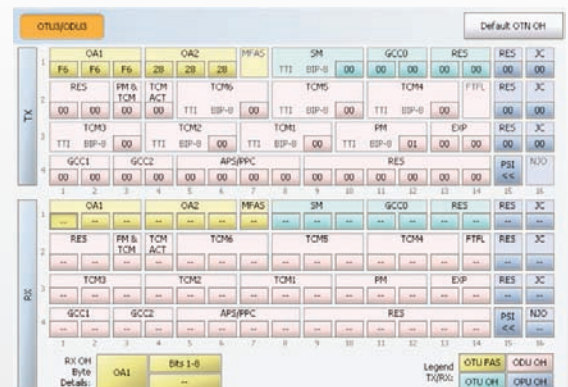 OTU3/ODU3 Default OTN OH
TX
OA1 OA2 MFAS SM GCC0 RES RES JC
1 F6 F6 F6 28 28 28 TTI BIP-8 00 00 00 00 00 00 00
RES PM & TCM TCM ACT TCM6 TCM5 TCM4 FTFL RES JC
2 00 00 00 00 TTI BIP-8 00 TTI BIP-8 00 TTI BIP-8 00 00 00
TCM3 TCM2 TCM1 PM EXP RES JC
3 TTI BIP-8 00 TTI BIP-8 00 TTI BIP-8 00 TTI BIP-8 01 00 00 00 00
GCC1 GCC2 APS/PPC RES PSI NJO
4 00 00 00 00 00 00 00 00 00 00 00 00 00 00 <<
1 2 3 4 5 6 7 8 9 10 11 12 13 14 15 16
RX
OA1 OA2 MFAS SM GCC0 RES RES JC
1 -- -- -- -- -- -- -- -- -- -- -- -- -- -- -- --
RES PM & TCM TCM ACT TCM6 TCM5 TCM4 FTFL RES JC
2 -- -- -- -- -- -- -- -- -- -- -- -- -- -- -- --
TCM3 TCM2 TCM1 PM EXP RES JC
3 -- -- -- -- -- -- -- -- -- -- -- -- -- -- -- --
GCC1 GCC2 APS/PPC RES PSI NJO
4 -- -- -- -- -- -- -- -- -- -- -- -- -- -- << --
1 2 3 4 5 6 7 8 9 10 11 12 13 14 15 16
RX OH Byte Details: OA1 Bits 1-8 --
Legend TX/RX: OTU FAS ODU OH
OTU OH OPU OH